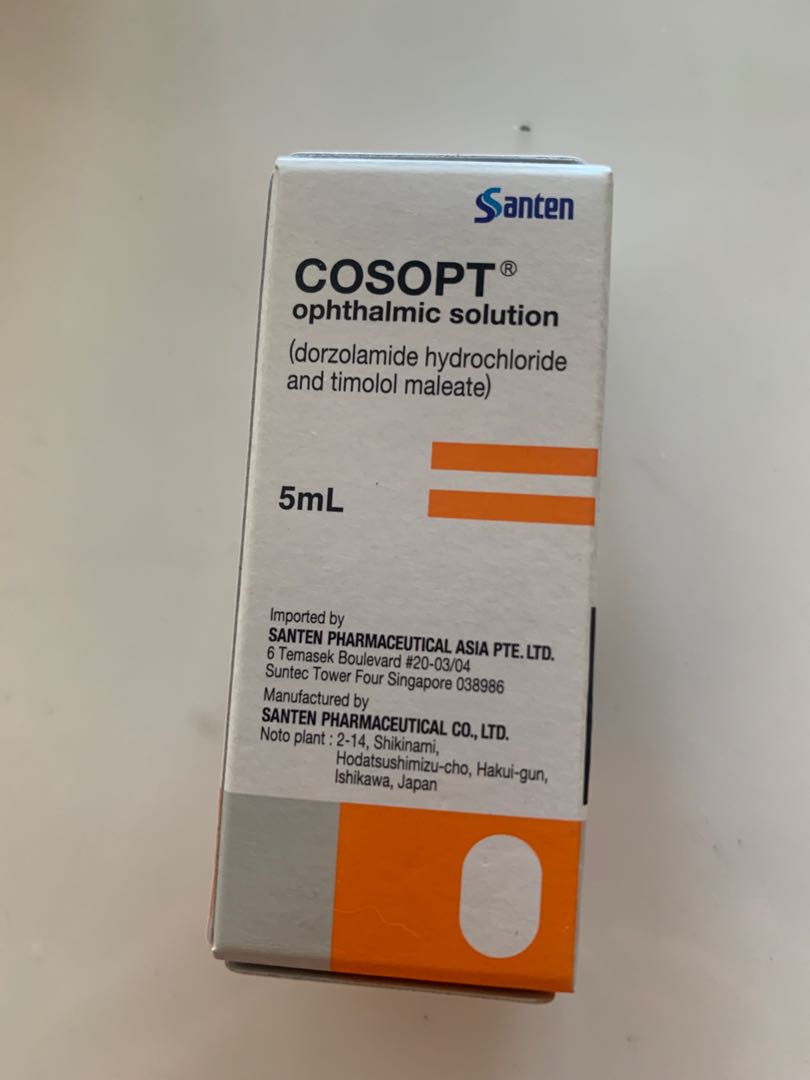 Santen
COSOPT®
ophthalmic solution
(dorzolamide hydrochloride
and timolol maleate)
5mL
Imported by
SANTEN PHARMACEUTICAL ASIA PTE. LTD.
6 Temasek Boulevard #20-03/04
Suntec Tower Four Singapore 038986
Manufactured by
SANTEN PHARMACEUTICAL CO., LTD.
Noto plant : 2-14, Shikinami,
Hodatsushimizu-cho, Hakui-gun,
Ishikawa, Japan